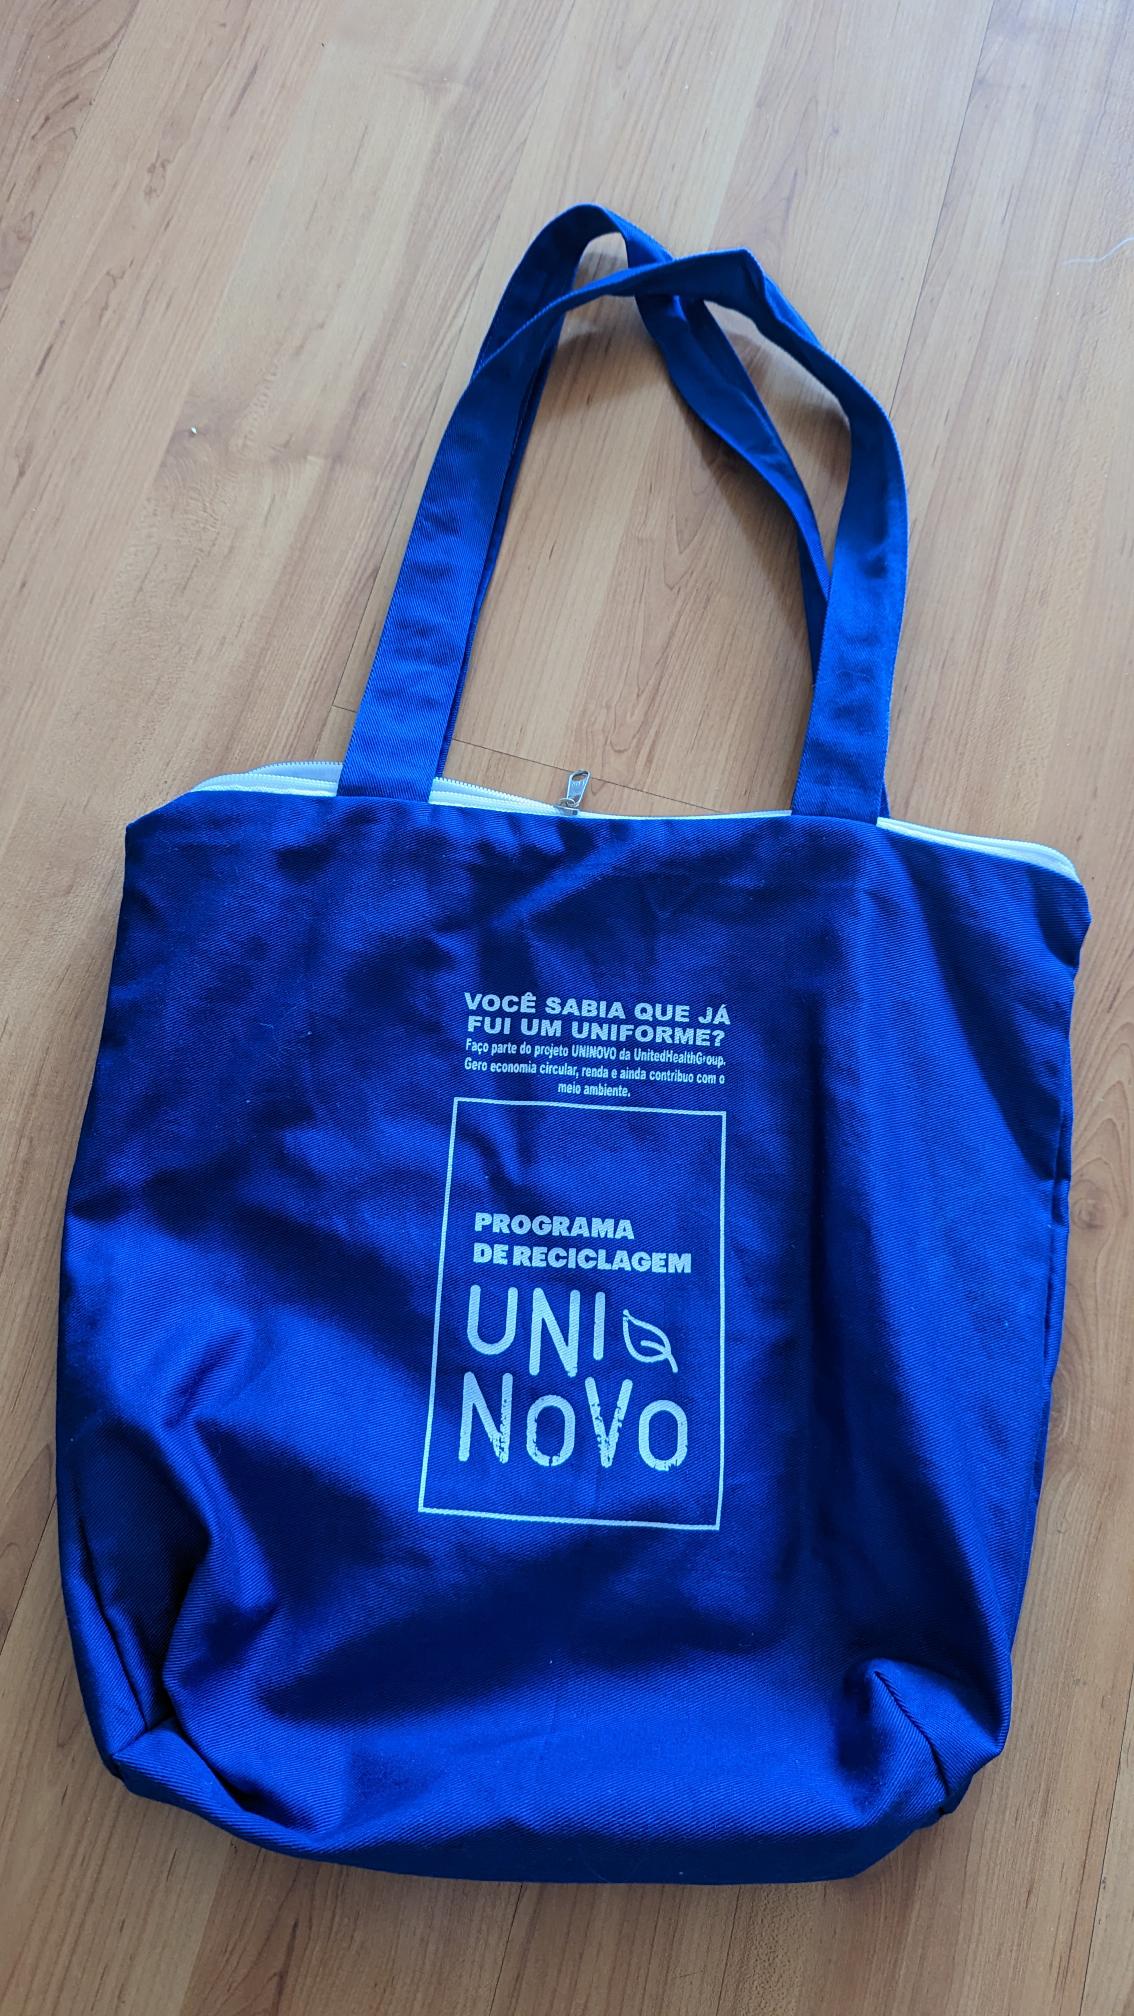 VOCÊ SABIA QUE JÁ
FUI UM UNIFORME?
Faço parte do projeto UNINOVO da UnitedHealthGroup.
Gero economia circular, renda e ainda contribuo com o
meio ambiente.
PROGRAMA
DE RECICLAGEM
UNI
NOVO